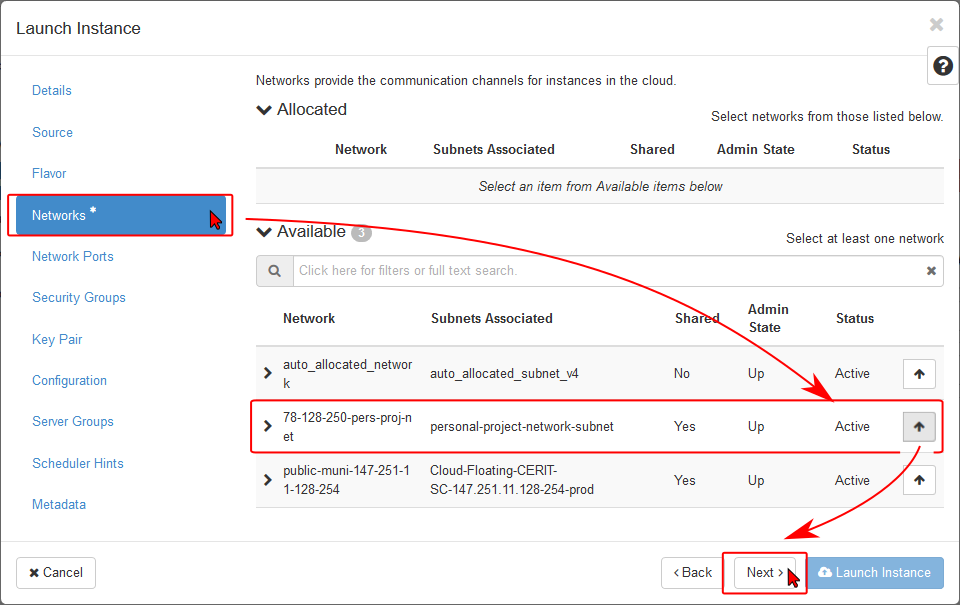 Launch Instance
Details
Source
Flavor
Networks *
Network Ports
Security Groups
Key Pair
Configuration
Server Groups
Scheduler Hints
Metadata
Networks provide the communication channels for instances in the cloud.
Allocated
Select networks from those listed below.
Network Subnets Associated Shared Admin State Status
Select an item from Available items below
Available 3
Select at least one network
Click here for filters or full text search.
Network Subnets Associated Shared Admin State Status
auto_allocated_network auto_allocated_subnet_v4 No Up Active
78-128-250-pers-proj-net personal-project-network-subnet Yes Up Active
public-muni-147-251-11-128-254 Cloud-Floating-CERIT-SC-147.251.11.128-254-prod Yes Up Active
Cancel
Back
Next
Launch Instance